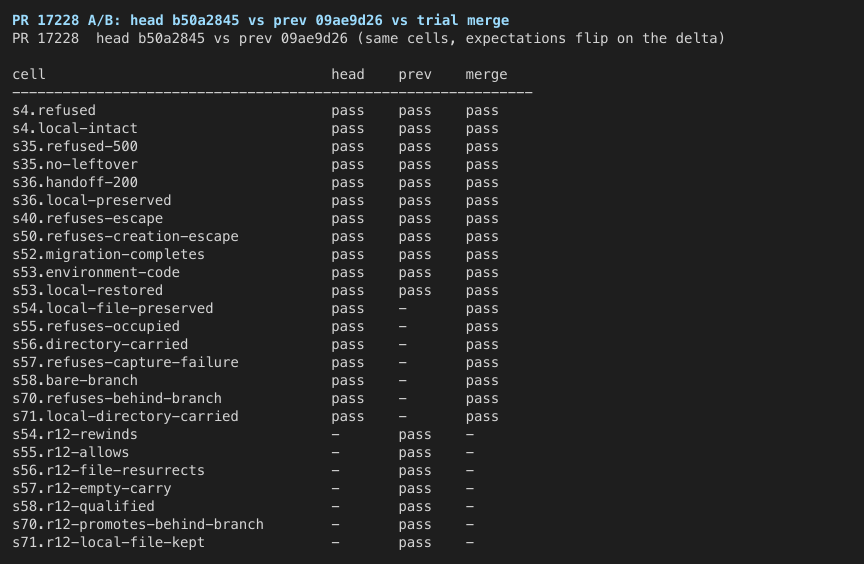 PR 17228 A/B: head b50a2845 vs prev 09ae9d26 vs trial merge
PR 17228  head b50a2845 vs prev 09ae9d26 (same cells, expectations flip on the delta)
cell head prev merge
--------------------------------------------------------------
s4.refused pass pass pass
s4.local-intact pass pass pass
s35.refused-500 pass pass pass
s35.no-leftover pass pass pass
s36.handoff-200 pass pass pass
s36.local-preserved pass pass pass
s40.refuses-escape pass pass pass
s50.refuses-creation-escape pass pass pass
s52.migration-completes pass pass pass
s53.environment-code pass pass pass
s53.local-restored pass pass pass
s54.local-file-preserved pass - pass
s55.refuses-occupied pass - pass
s56.directory-carried pass - pass
s57.refuses-capture-failure pass - pass
s58.bare-branch pass - pass
s70.refuses-behind-branch pass - pass
s71.local-directory-carried pass - pass
s54.r12-rewinds - pass -
s55.r12-allows - pass -
s56.r12-file-resurrects - pass -
s57.r12-empty-carry - pass -
s58.r12-qualified - pass -
s70.r12-promotes-behind-branch - pass -
s71.r12-local-file-kept - pass -